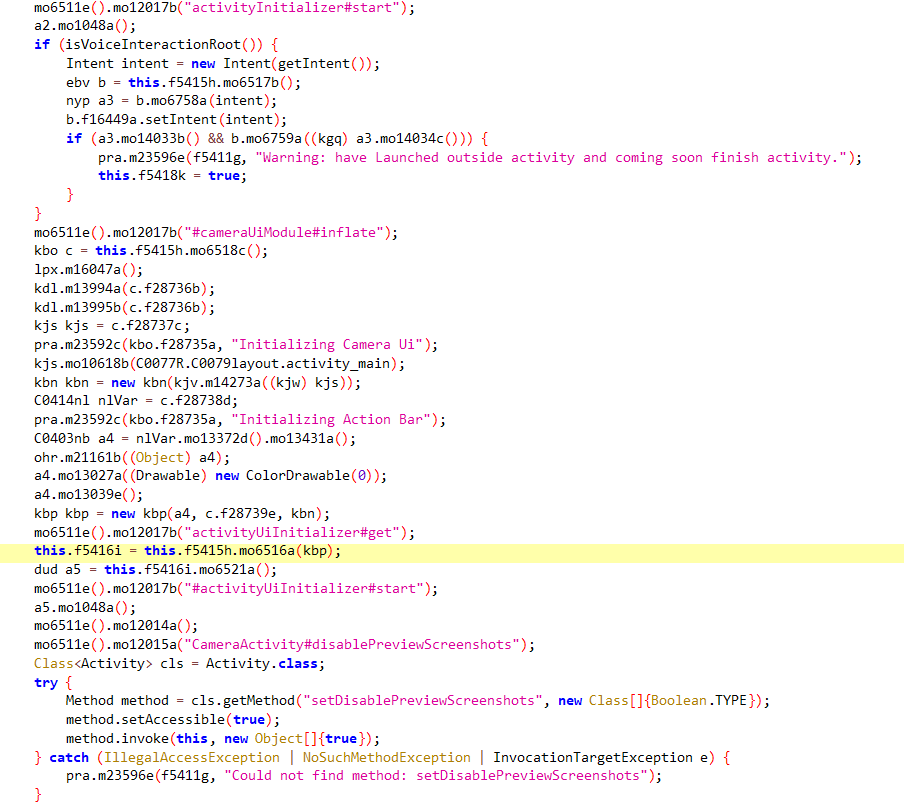 mo6511e().mo12017b("activityInitializer#start");
a2.mo1048a();
if (isVoiceInteractionRoot()) {
    Intent intent = new Intent(getIntent());
    ebv b = this.f5415h.mo6517b();
    nyp a3 = b.mo6758a(intent);
    b.f16449a.setIntent(intent);
    if (a3.mo14033b() && b.mo6759a((kgq) a3.mo14034c())) {
        pra.m23596e(f5411g, "Warning: have Launched outside activity and coming soon finish activity.");
        this.f5418k = true;
    }
}
mo6511e().mo12017b("#cameraUiModule#inflate");
kbo c = this.f5415h.mo6518c();
lpx.m16047a();
kdl.m13994a(c.f28736b);
kdl.m13995b(c.f28736b);
kjs kjs = c.f28737c;
pra.m23592c(kbo.f28735a, "Initializing Camera Ui");
kjs.mo10618b(C0077R.C0079layout.activity_main);
kbn kbn = new kbn(kjv.m14273a((kjw) kjs));
C0414nl nlVar = c.f28738d;
pra.m23592c(kbo.f28735a, "Initializing Action Bar");
C0403nb a4 = nlVar.mo13372d().mo13431a();
ohr.m21161b((Object) a4);
a4.mo13027a((Drawable) new ColorDrawable(0));
a4.mo13039e();
kbp kbp = new kbp(a4, c.f28739e, kbn);
mo6511e().mo12017b("activityUiInitializer#get");
this.f5416i = this.f5415h.mo6516a(kbp);
dud a5 = this.f5416i.mo6521a();
mo6511e().mo12017b("#activityUiInitializer#start");
a5.mo1048a();
mo6511e().mo12014a();
mo6511e().mo12015a("CameraActivity#disablePreviewScreenshots");
Class<Activity> cls = Activity.class;
try {
    Method method = cls.getMethod("setDisablePreviewScreenshots", new Class[]{Boolean.TYPE});
    method.setAccessible(true);
    method.invoke(this, new Object[]{true});
} catch (IllegalAccessException | NoSuchMethodException | InvocationTargetException e) {
    pra.m23596e(f5411g, "Could not find method: setDisablePreviewScreenshots");
}